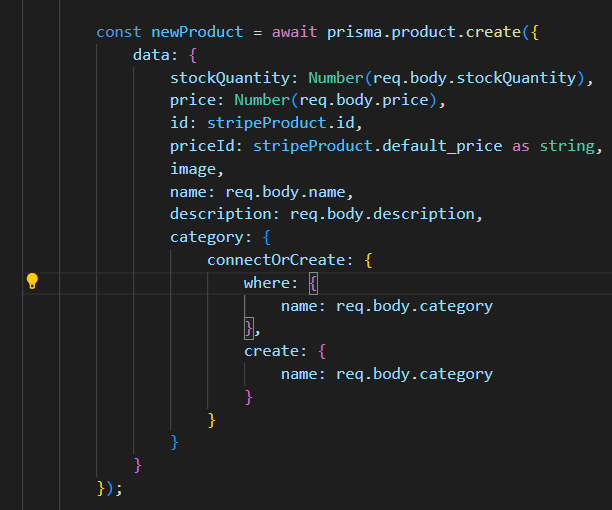 const newProduct = await prisma.product.create({
data: {
stockQuantity: Number(req.body.stockQuantity),
price: Number(req.body.price),
id: stripeProduct.id,
priceId: stripeProduct.default_price as string,
image,
name: req.body.name,
description: req.body.description,
category: {
connectOrCreate: {
where: {
name: req.body.category
},
create: {
name: req.body.category
}
}
}
}
});